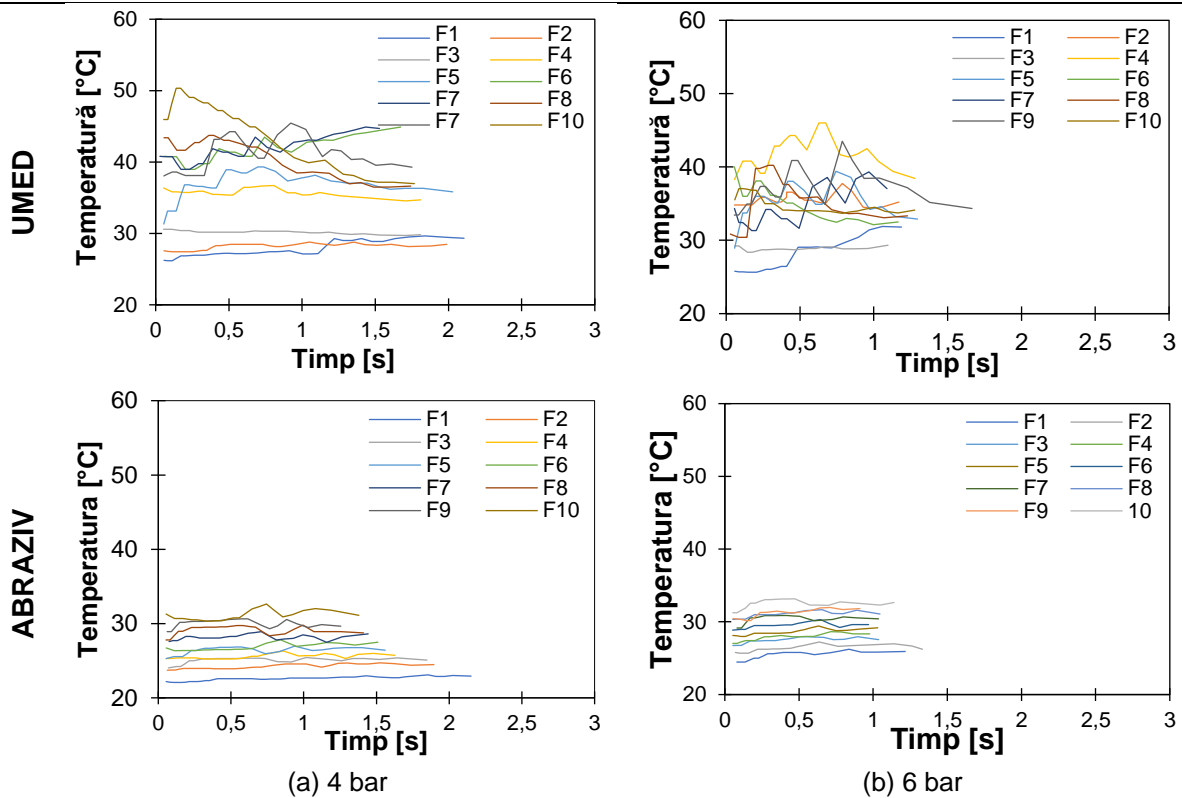 UMED
Temperatură [°C]
60
50
40
30
20
0 0,5 1 1,5 2 2,5 3
Timp [s]
F1 F2
F3 F4
F5 F6
F7 F8
F7 F10
Temperatură [°C]
60
50
40
30
20
0 0,5 1 1,5 2 2,5 3
Timp [s]
F1 F2
F3 F4
F5 F6
F7 F8
F9 F10
ABRAZIV
Temperatura [°C]
60
50
40
30
20
0 0,5 1 1,5 2 2,5 3
Timp [s]
F1 F2
F3 F4
F5 F6
F7 F8
F9 F10
(a) 4 bar
Temperatura [°C]
60
50
40
30
20
0 0,5 1 1,5 2 2,5 3
Timp [s]
F1 F2
F3 F4
F5 F6
F7 F8
F9 10
(b) 6 bar